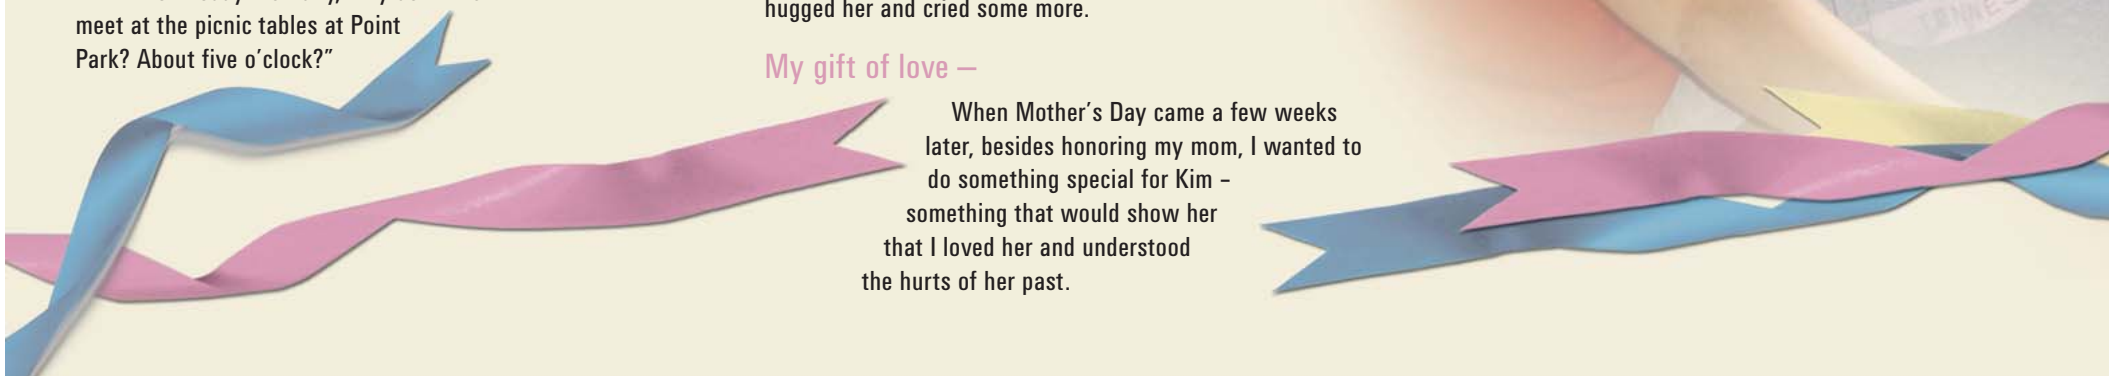 meet at the picnic tables at Point
Park? About five o’clock?”
hugged her and cried some more.
My gift of love –
When Mother’s Day came a few weeks
later, besides honoring my mom, I wanted to
do something special for Kim –
something that would show her
that I loved her and understood
the hurts of her past.